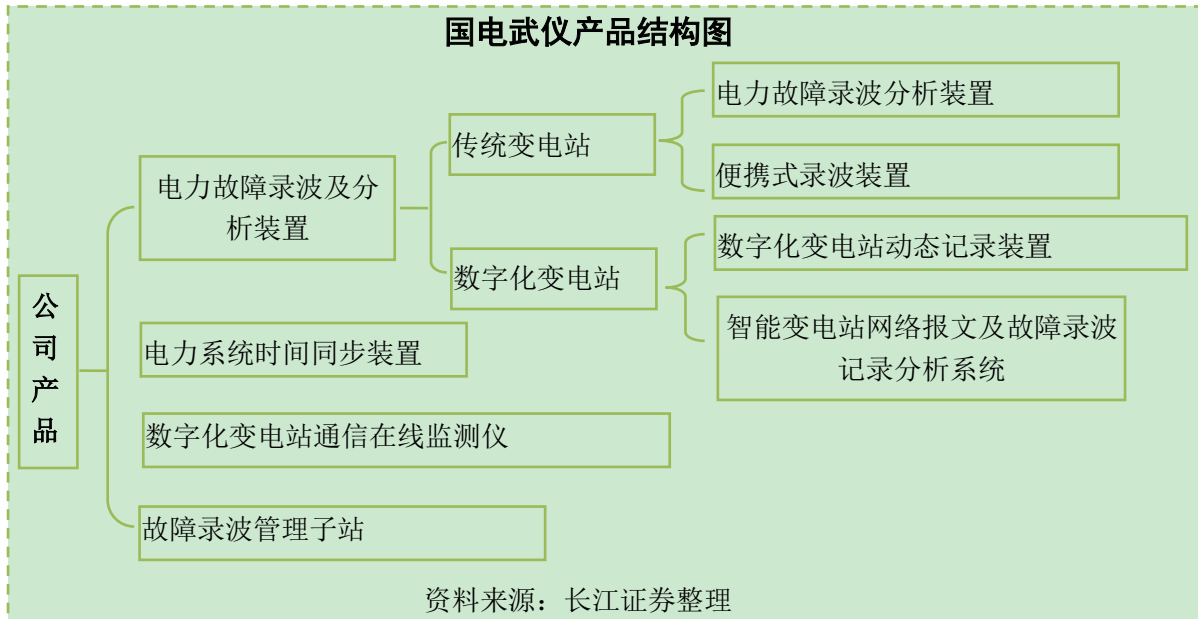 国电武仪产品结构图
公司产品
电力故障录波及分
析装置
传统变电站
电力故障录波分析装置
便携式录波装置
数字化变电站
数字化变电站动态记录装置
智能变电站网络报文及故障录波
记录分析系统
电力系统时间同步装置
数字化变电站通信在线监测仪
故障录波管理子站
资料来源：长江证券整理